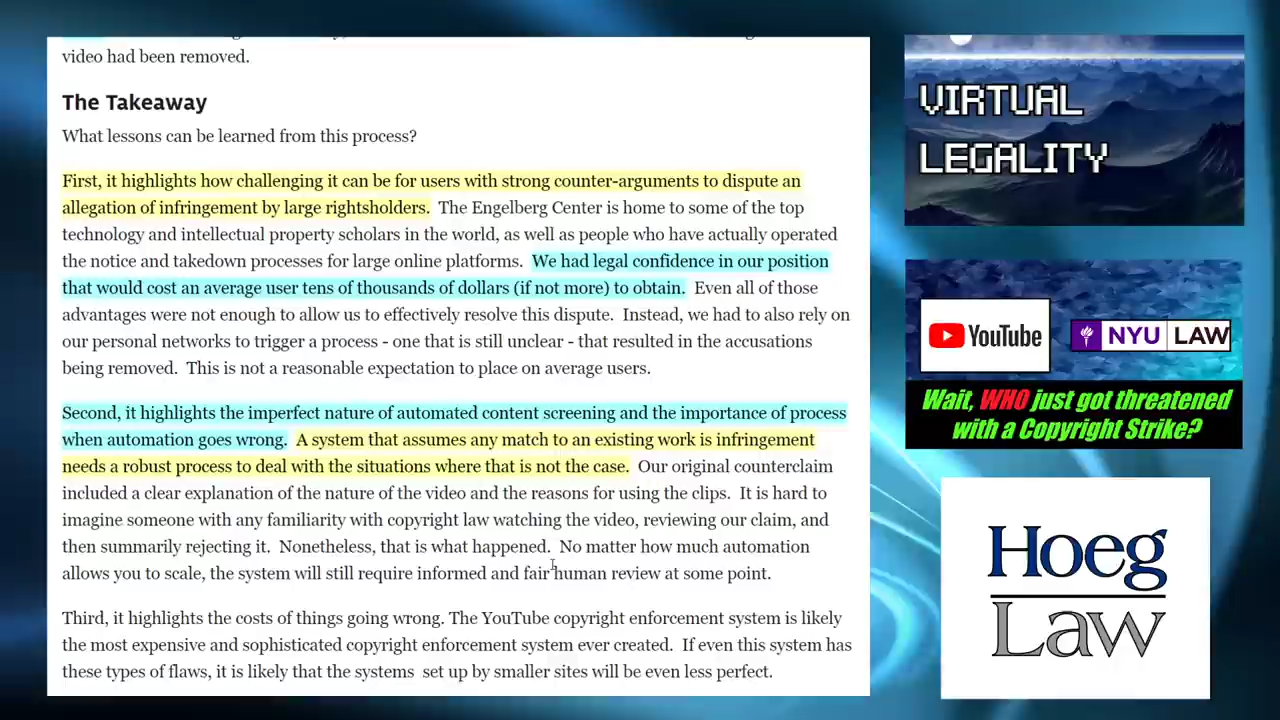 video had been removed.
The Takeaway
What lessons can be learned from this process?
First, it highlights how challenging it can be for users with strong counter-arguments to dispute an
allegation of infringement by large rightsholders. The Engelberg Center is home to some of the top
technology and intellectual property scholars in the world, as well as people who have actually operated
the notice and takedown processes for large online platforms. We had legal confidence in our position
that would cost an average user tens of thousands of dollars (if not more) to obtain. Even all of those
advantages were not enough to allow us to effectively resolve this dispute. Instead, we had to also rely on
our personal networks to trigger a process - one that is still unclear - that resulted in the accusations
being removed. This is not a reasonable expectation to place on average users.
Second, it highlights the imperfect nature of automated content screening and the importance of process
when automation goes wrong. A system that assumes any match to an existing work is infringement
needs a robust process to deal with the situations where that is not the case. Our original counterclaim
included a clear explanation of the nature of the video and the reasons for using the clips. It is hard to
imagine someone with any familiarity with copyright law watching the video, reviewing our claim, and
then summarily rejecting it. Nonetheless, that is what happened. No matter how much automation
allows you to scale, the system will still require informed and fair human review at some point.
Third, it highlights the costs of things going wrong. The YouTube copyright enforcement system is likely
the most expensive and sophisticated copyright enforcement system ever created. If even this system has
these types of flaws, it is likely that the systems set up by smaller sites will be even less perfect.
VIRTUAL
LEGALITY
YouTube
NYU LAW
Wait, WHO just got threatened
with a Copyright Strike?
Hoeg
Law